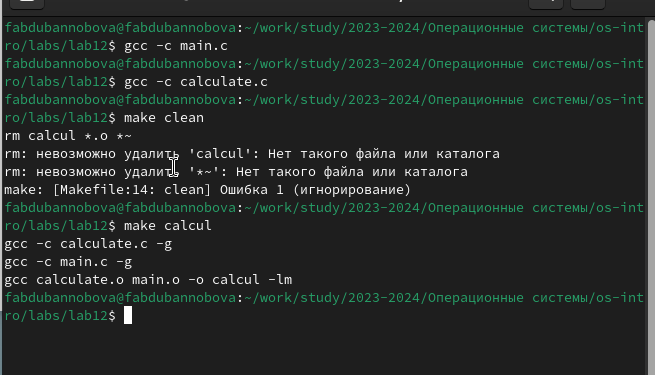 fabdubannobova@fabdubannobova:~/work/study/2023-2024/Операционные системы/os-int
ro/labs/lab12$ gcc -c main.c
fabdubannobova@fabdubannobova:~/work/study/2023-2024/Операционные системы/os-int
ro/labs/lab12$ gcc -c calculate.c
fabdubannobova@fabdubannobova:~/work/study/2023-2024/Операционные системы/os-int
ro/labs/lab12$ make clean
rm calcul *.o *~
rm: невозможно удалить 'calcul': Нет такого файла или каталога
rm: невозможно удалить '*~': Нет такого файла или каталога
make: [Makefile:14: clean] Ошибка 1 (игнорирование)
fabdubannobova@fabdubannobova:~/work/study/2023-2024/Операционные системы/os-int
ro/labs/lab12$ make calcul
gcc -c calculate.c -g
gcc -c main.c -g
gcc calculate.o main.o -o calcul -lm
fabdubannobova@fabdubannobova:~/work/study/2023-2024/Операционные системы/os-int
ro/labs/lab12$